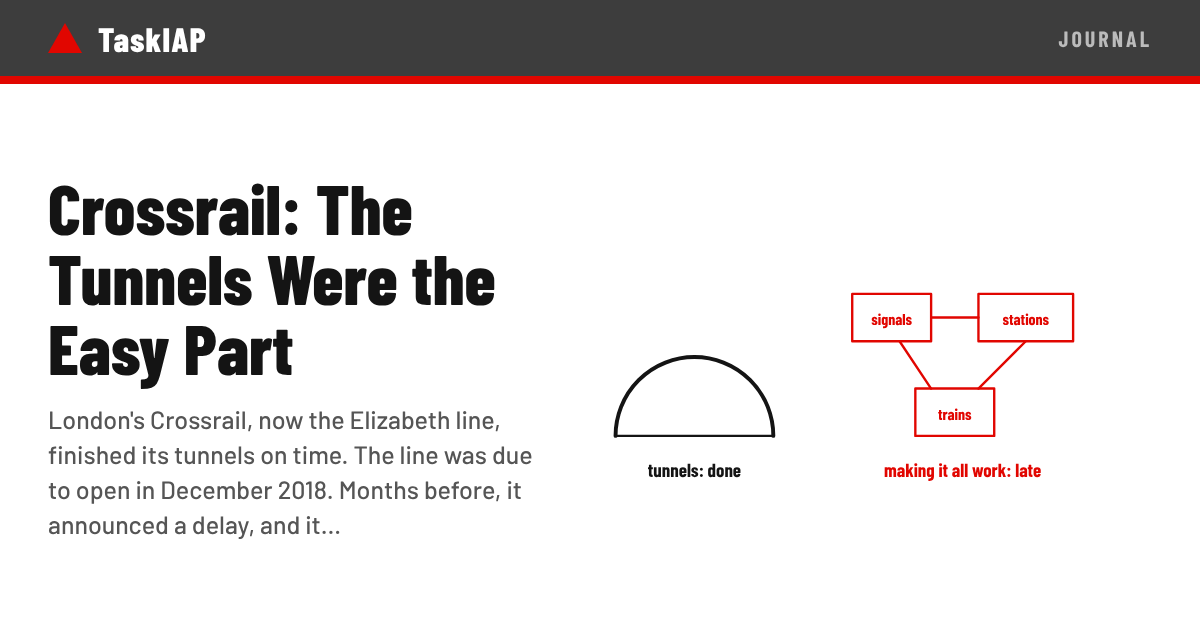 TaskIAP
JOURNAL
Crossrail: The
Tunnels Were the
Easy Part
London's Crossrail, now the Elizabeth line,
finished its tunnels on time. The line was due
to open in December 2018. Months before, it
announced a delay, and it...
signals
stations
trains
tunnels: done
making it all work: late